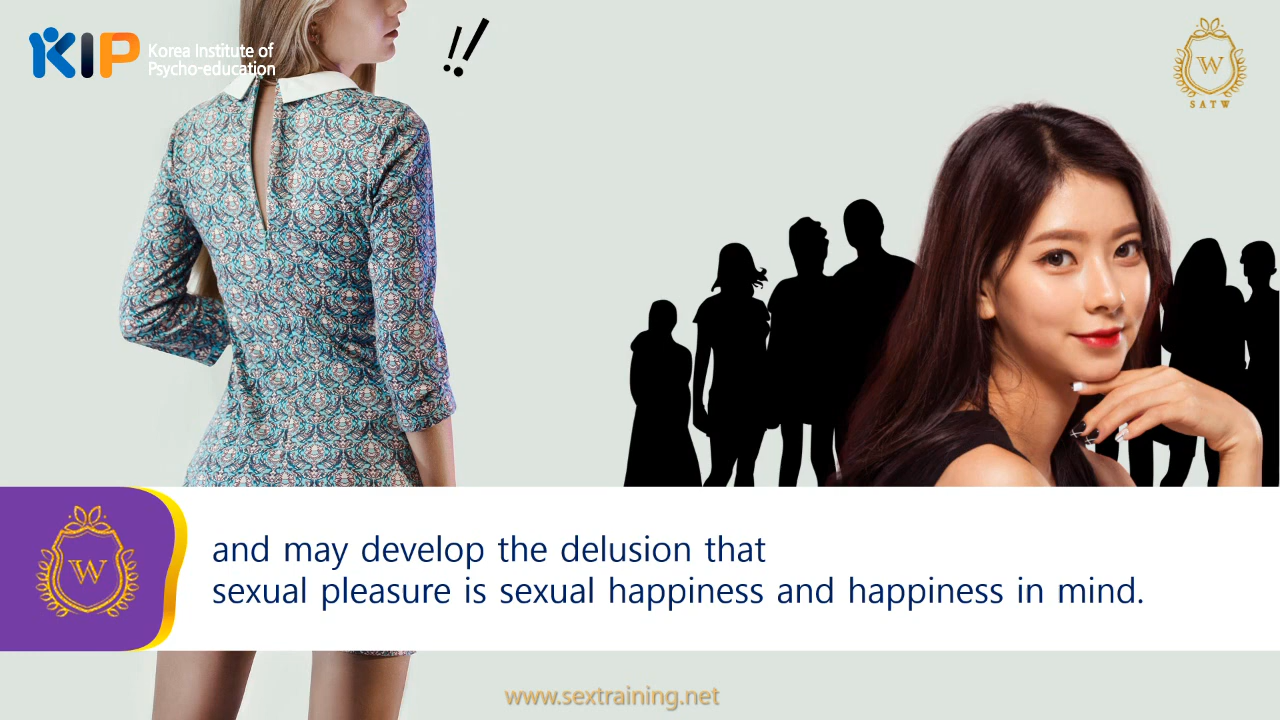 KIP Korea Institute of
Psycho-education
!!
W
SATW
W
and may develop the delusion that
sexual pleasure is sexual happiness and happiness in mind.
www.sextraining.net